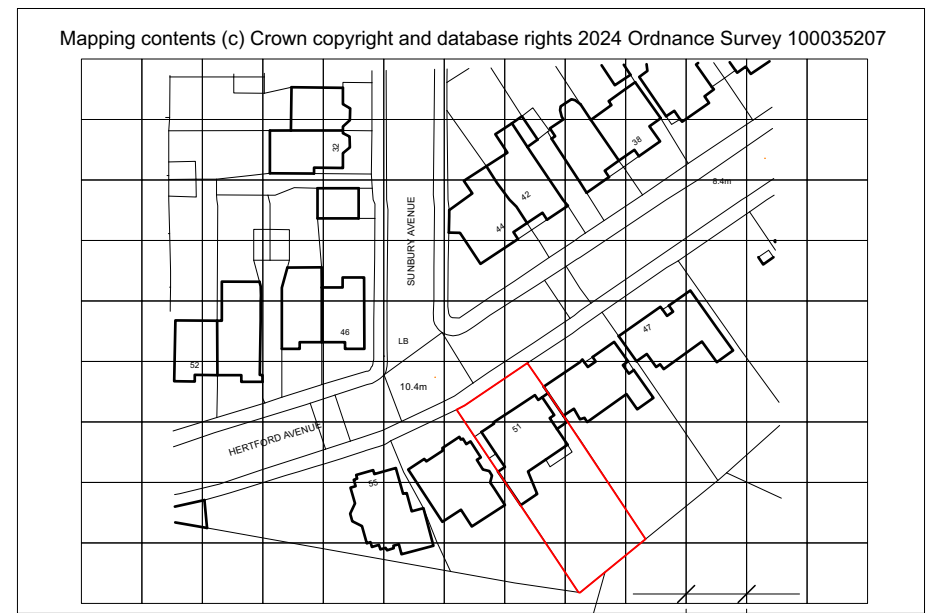 Mapping contents (c) Crown copyright and database rights 2024 Ordnance Survey 100035207
32
38
42
44
8.4m
SUNBURY AVENUE
46
47
52
LB
10.4m
51
HERTFORD AVENUE
55